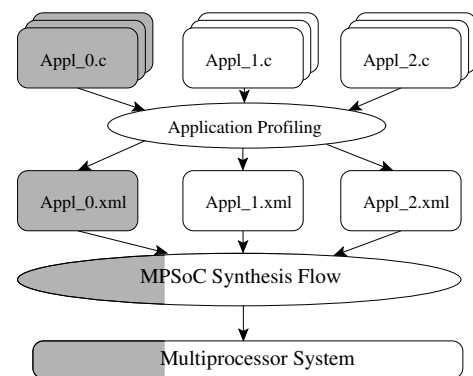 Appl_0.c
Appl_1.c
Appl_2.c
Application Profiling
Appl_0.xml
Appl_1.xml
Appl_2.xml
MPSoC Synthesis Flow
Multiprocessor System